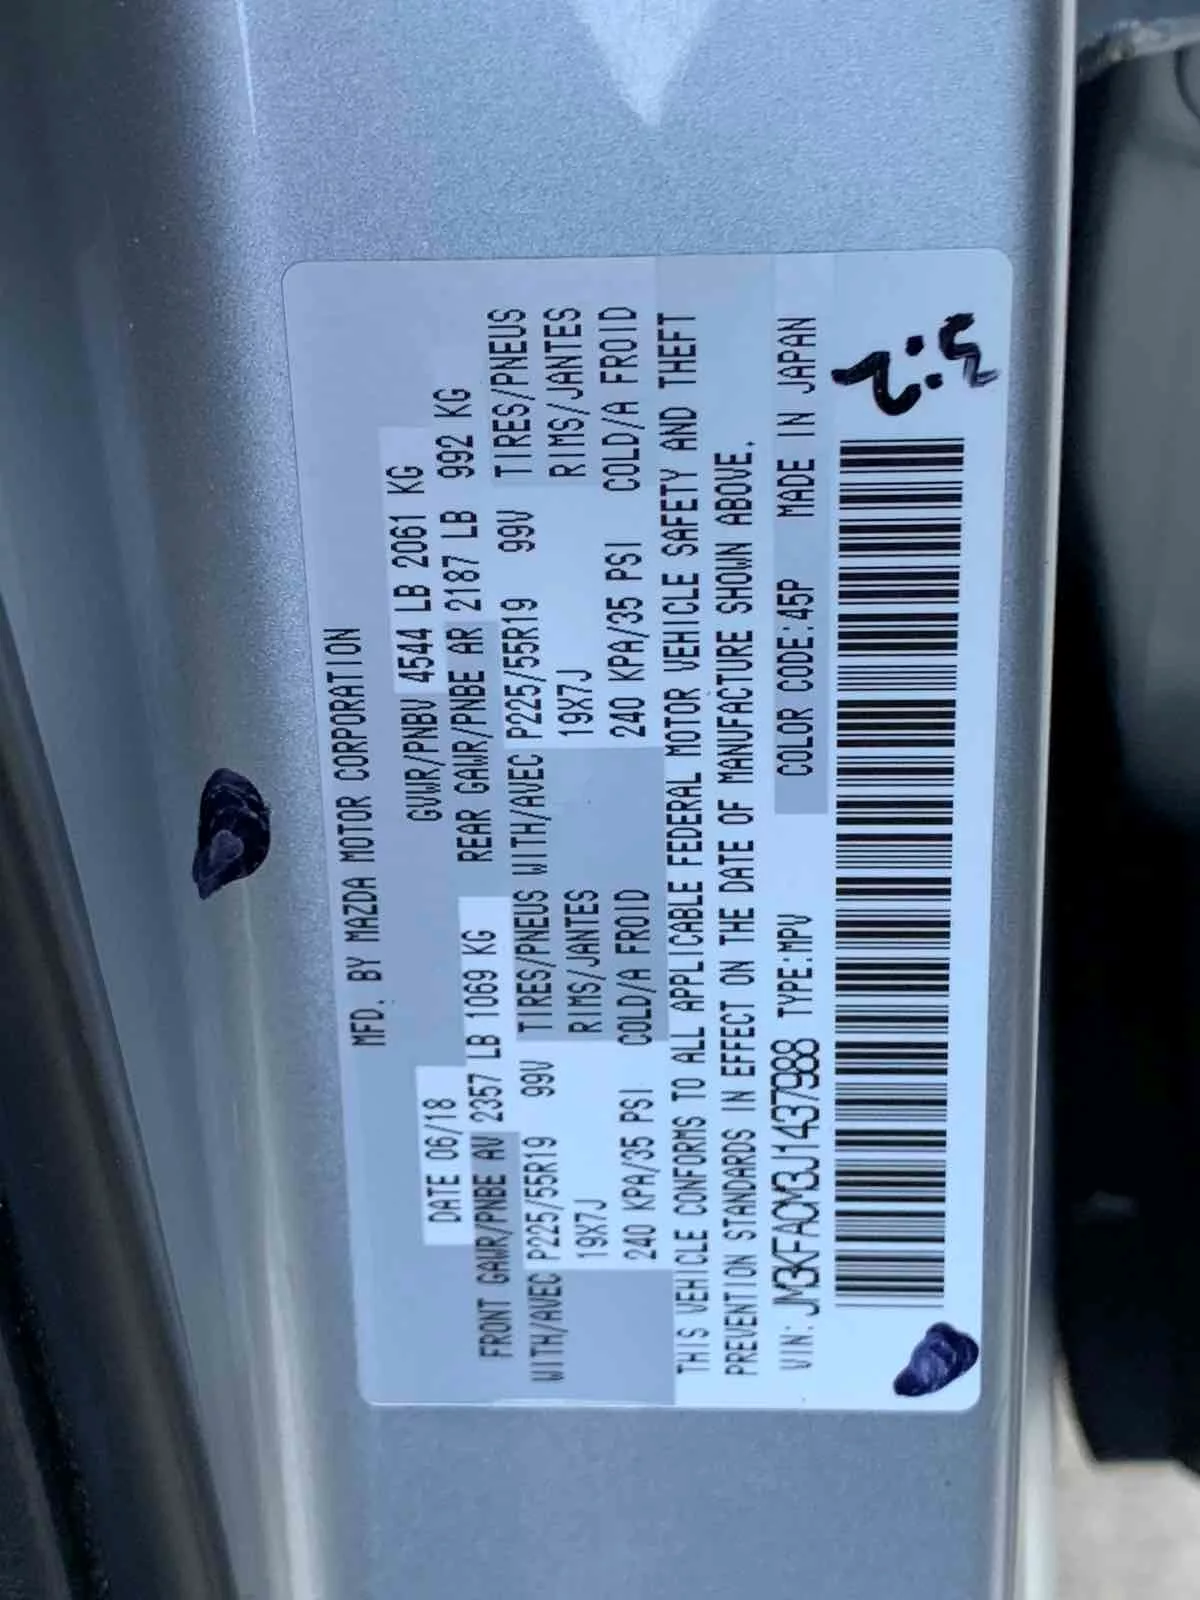 MFD. BY MAZDA MOTOR CORPORATION
DATE 06/18 GVWR/PNBV 4544 LB 2061 KG
FRONT GAWR/PNBE AV 2357 LB 1069 KG REAR GAWR/PNBE AR 2187 LB 992 KG
WITH/AVEC P225/55R19 99V TIRES/PNEUS WITH/AVEC P225/55R19 99V TIRES/PNEUS
19X7J RIMS/JANTES 19X7J RIMS/JANTES
240 KPA/35 PSI COLD/A FROID 240 KPA/35 PSI COLD/A FROID
THIS VEHICLE CONFORMS TO ALL APPLICABLE FEDERAL MOTOR VEHICLE SAFETY AND THEFT
PREVENTION STANDARDS IN EFFECT ON THE DATE OF MANUFACTURE SHOWN ABOVE.
VIN: JM3KFACM3J1437988 TYPE:MPV COLOR CODE:45P MADE IN JAPAN